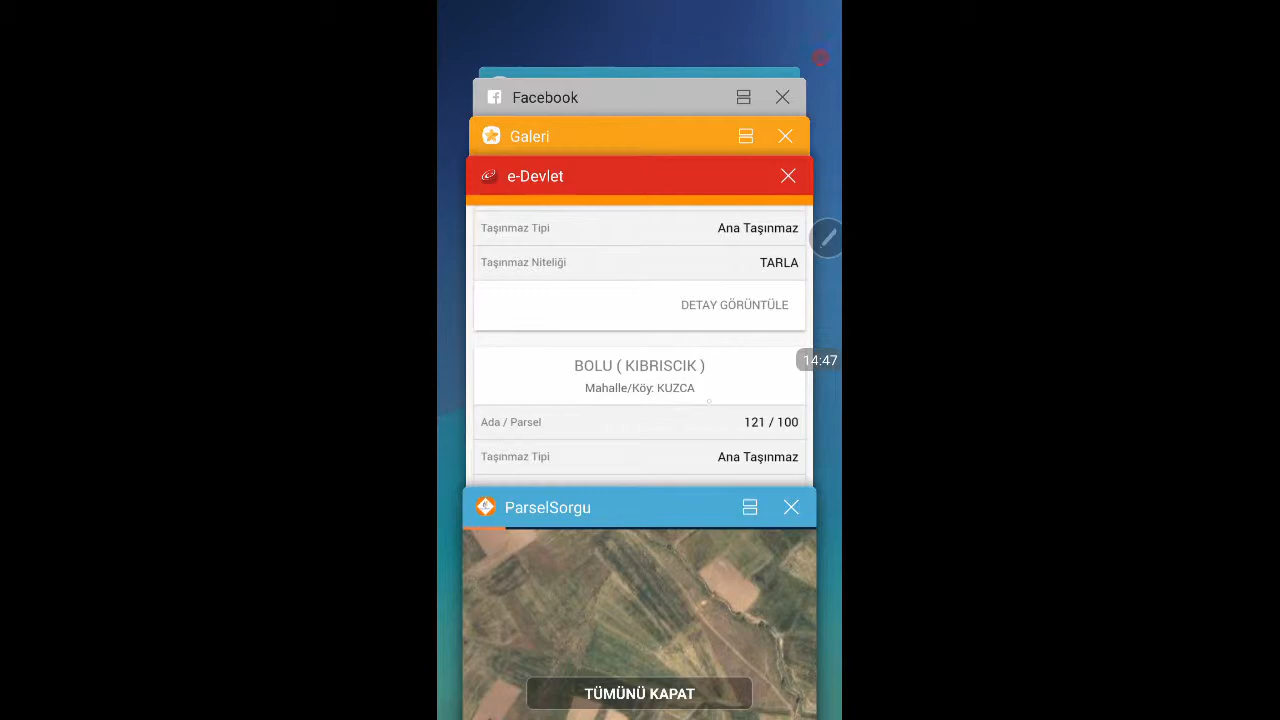 Facebook
Galeri
e-Devlet
Taşınmaz Tipi Ana Taşınmaz
Taşınmaz Niteliği TARLA
DETAY GÖRÜNTÜLE
BOLU ( KIBRISCIK )
14:47
Mahalle/Köy: KUZCA
Ada / Parsel 121 / 100
Taşınmaz Tipi Ana Taşınmaz
ParselSorgu
TÜMÜNÜ KAPAT